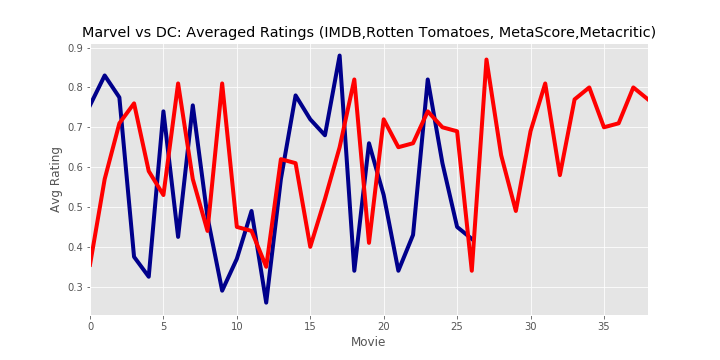 Marvel vs DC: Averaged Ratings (IMDB,Rotten Tomatoes, MetaScore,Metacritic)
0.9
0.8
0.7
0.6
0.5
0.4
0.3
Avg Rating
0 5 10 15 20 25 30 35
Movie